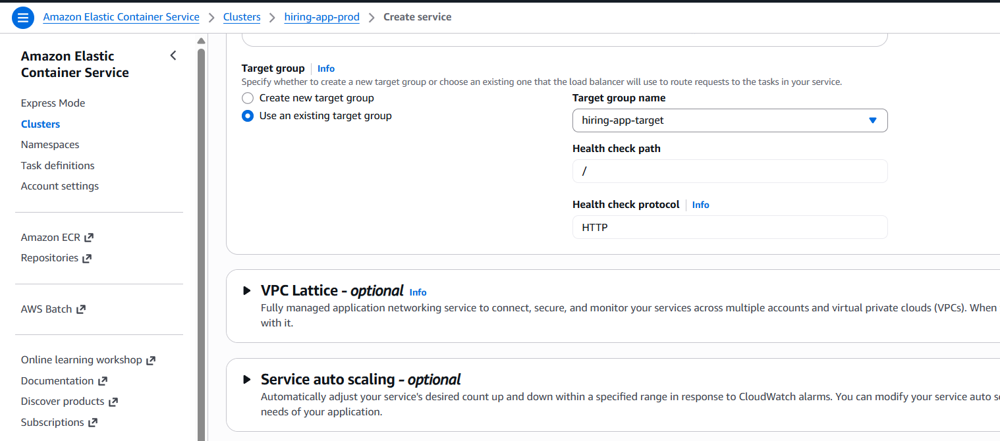 Amazon Elastic Container Service > Clusters > hiring-app-prod > Create service
Amazon Elastic
Container Service
Express Mode
Clusters
Namespaces
Task definitions
Account settings
Amazon ECR
Repositories
AWS Batch
Online learning workshop
Documentation
Discover products
Subscriptions
Target group | Info
Specify whether to create a new target group or choose an existing one that the load balancer will use to route requests to the tasks in your service.
Create new target group
Use an existing target group
Target group name
hiring-app-target
Health check path
/
Health check protocol | Info
HTTP
VPC Lattice - optional Info
Fully managed application networking service to connect, secure, and monitor your services across multiple accounts and virtual private clouds (VPCs). When
with it.
Service auto scaling - optional
Automatically adjust your service's desired count up and down within a specified range in response to CloudWatch alarms. You can modify your service auto
needs of your application.